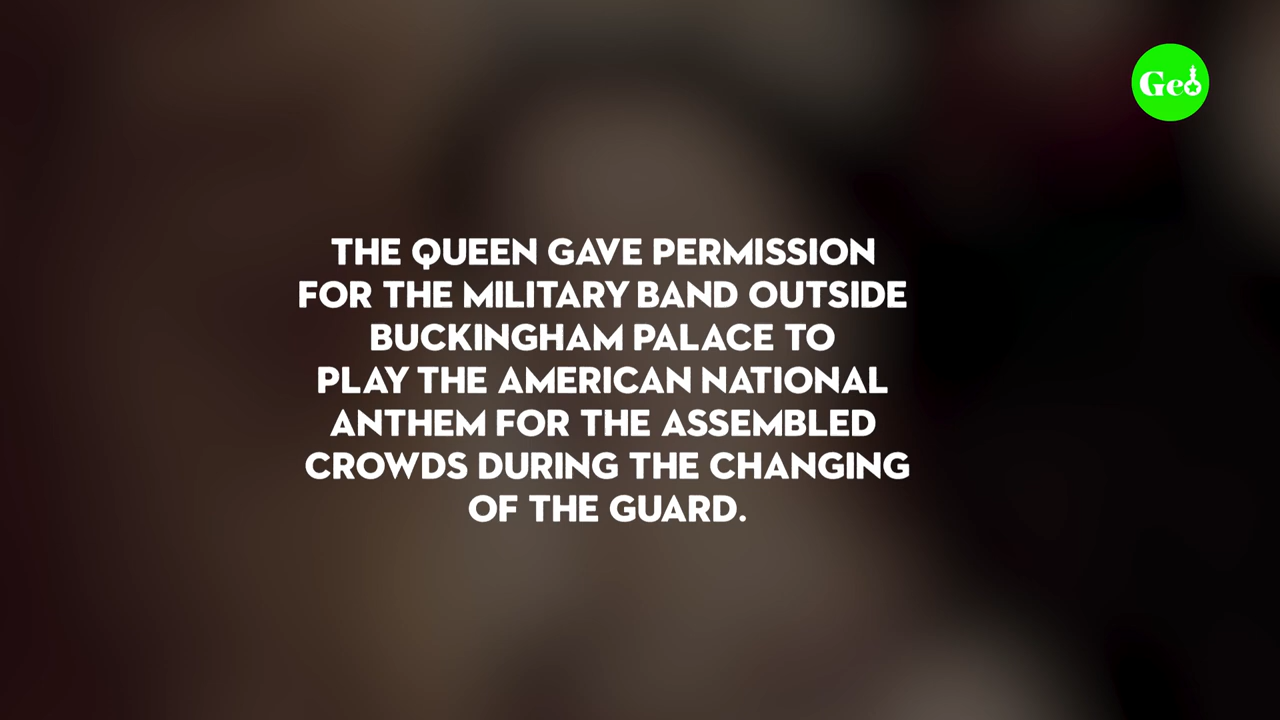 Geo
THE QUEEN GAVE PERMISSION
FOR THE MILITARY BAND OUTSIDE
BUCKINGHAM PALACE TO
PLAY THE AMERICAN NATIONAL
ANTHEM FOR THE ASSEMBLED
CROWDS DURING THE CHANGING
OF THE GUARD.